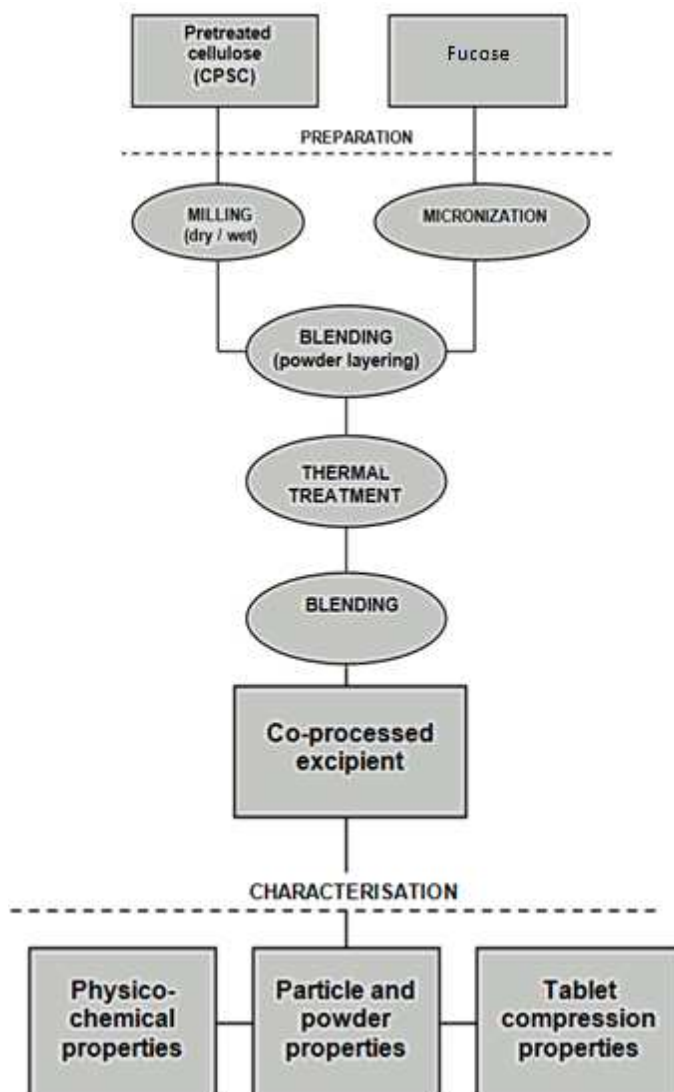 Pretreated
cellulose
(CPSC)
Fucose
PREPARATION
MILLING
(dry / wet)
MICRONIZATION
BLENDING
(powder layering)
THERMAL
TREATMENT
BLENDING
Co-processed
excipient
CHARACTERISATION
Physico-
chemical
properties
Particle and
powder
properties
Tablet
compression
properties